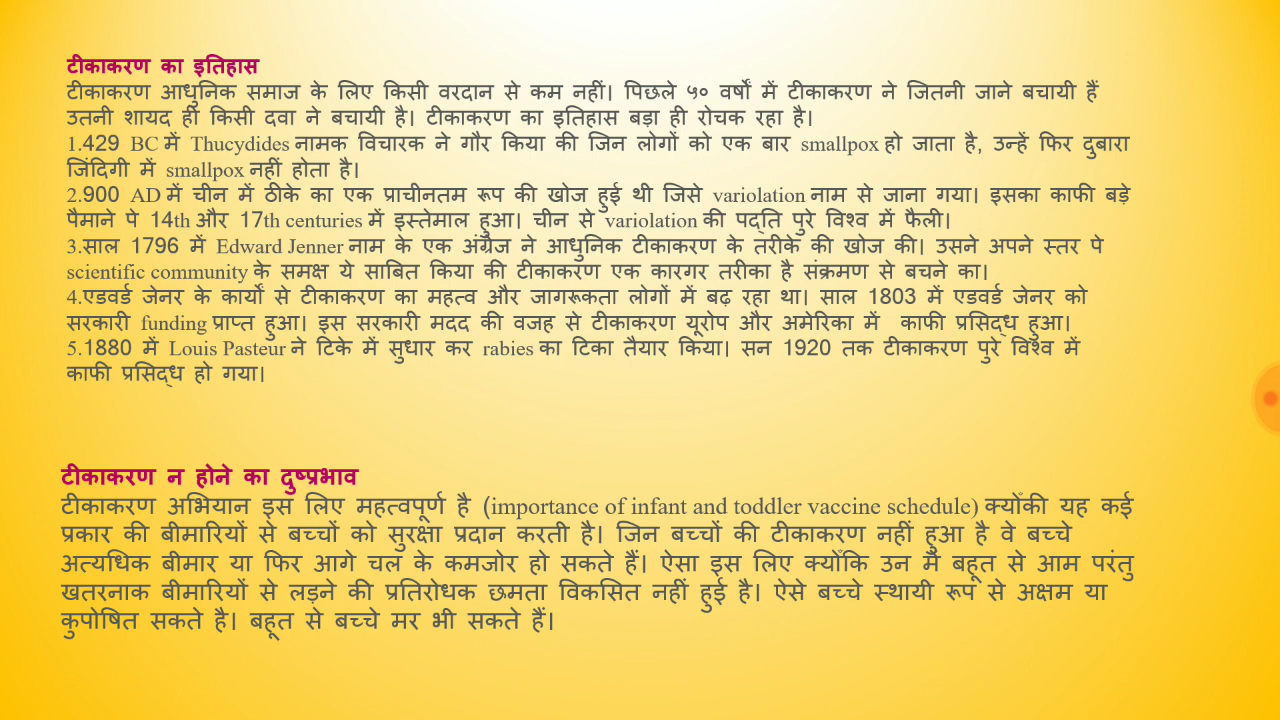 टीकाकरण का इतिहास
टीकाकरण आधुनिक समाज के लिए किसी वरदान से कम नहीं। पिछले ५० वर्षों में टीकाकरण ने जितनी जाने बचायी हैं
उतनी शायद ही किसी दवा ने बचायी है। टीकाकरण का इतिहास बड़ा ही रोचक रहा है।
1.429 BC में Thucydides नामक विचारक ने गौर किया की जिन लोगों को एक बार smallpox हो जाता है, उन्हें फिर दुबारा
जिंदिगी में smallpox नहीं होता है।
2.900 AD में चीन में ठीके का एक प्राचीनतम रूप की खोज हुई थी जिसे variolation नाम से जाना गया। इसका काफी बड़े
पैमाने पे 14th और 17th centuries में इस्तेमाल हुआ। चीन से variolation की पद्ति पुरे विश्व में फैली।
3.साल 1796 में Edward Jenner नाम के एक अंग्रेज ने आधुनिक टीकाकरण के तरीके की खोज की। उसने अपने स्तर पे
scientific community के समक्ष ये साबित किया की टीकाकरण एक कारगर तरीका है संक्रमण से बचने का।
4.एडवर्ड जेनर के कार्यों से टीकाकरण का महत्व और जागरूकता लोगों में बढ़ रहा था। साल 1803 में एडवर्ड जेनर को
सरकारी funding प्राप्त हुआ। इस सरकारी मदद की वजह से टीकाकरण यूरोप और अमेरिका में काफी प्रसिद्ध हुआ।
5.1880 में Louis Pasteur ने टिके में सुधार कर rabies का टिका तैयार किया। सन 1920 तक टीकाकरण पुरे विश्व में
काफी प्रसिद्ध हो गया।
टीकाकरण न होने का दुष्प्रभाव
टीकाकरण अभियान इस लिए महत्वपूर्ण है (importance of infant and toddler vaccine schedule) क्योँकी यह कई
प्रकार की बीमारियों से बच्चों को सुरक्षा प्रदान करती है। जिन बच्चों की टीकाकरण नहीं हुआ है वे बच्चे
अत्यधिक बीमार या फिर आगे चल के कमजोर हो सकते हैं। ऐसा इस लिए क्योँकि उन में बहूत से आम परंतु
खतरनाक बीमारियों से लड़ने की प्रतिरोधक छमता विकसित नहीं हुई है। ऐसे बच्चे स्थायी रूप से अक्षम या
कुपोषित सकते है। बहूत से बच्चे मर भी सकते हैं।